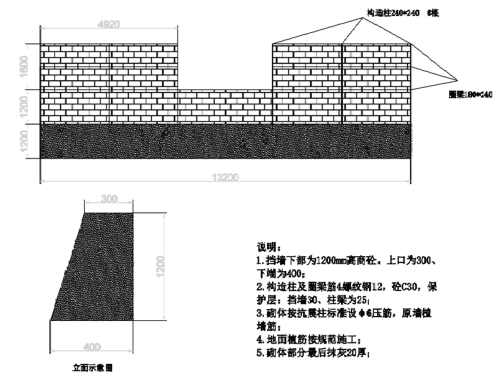 构造柱240*240 6根
4920
1600
圈梁180*240
1200
1200
13200
300
1200
400
立面示意图
说明：
1.挡墙下部为1200mm高商砼。上口为300、
下端为400；
2.构造柱及圈梁筋4螺纹钢12，砼C30，保
护层：挡墙30、柱梁为25；
3.砌体按抗震柱标准设Φ6压筋，原墙植
墙筋；
4.地面植筋按规范施工；
5.砌体部分最后抹灰20厚；